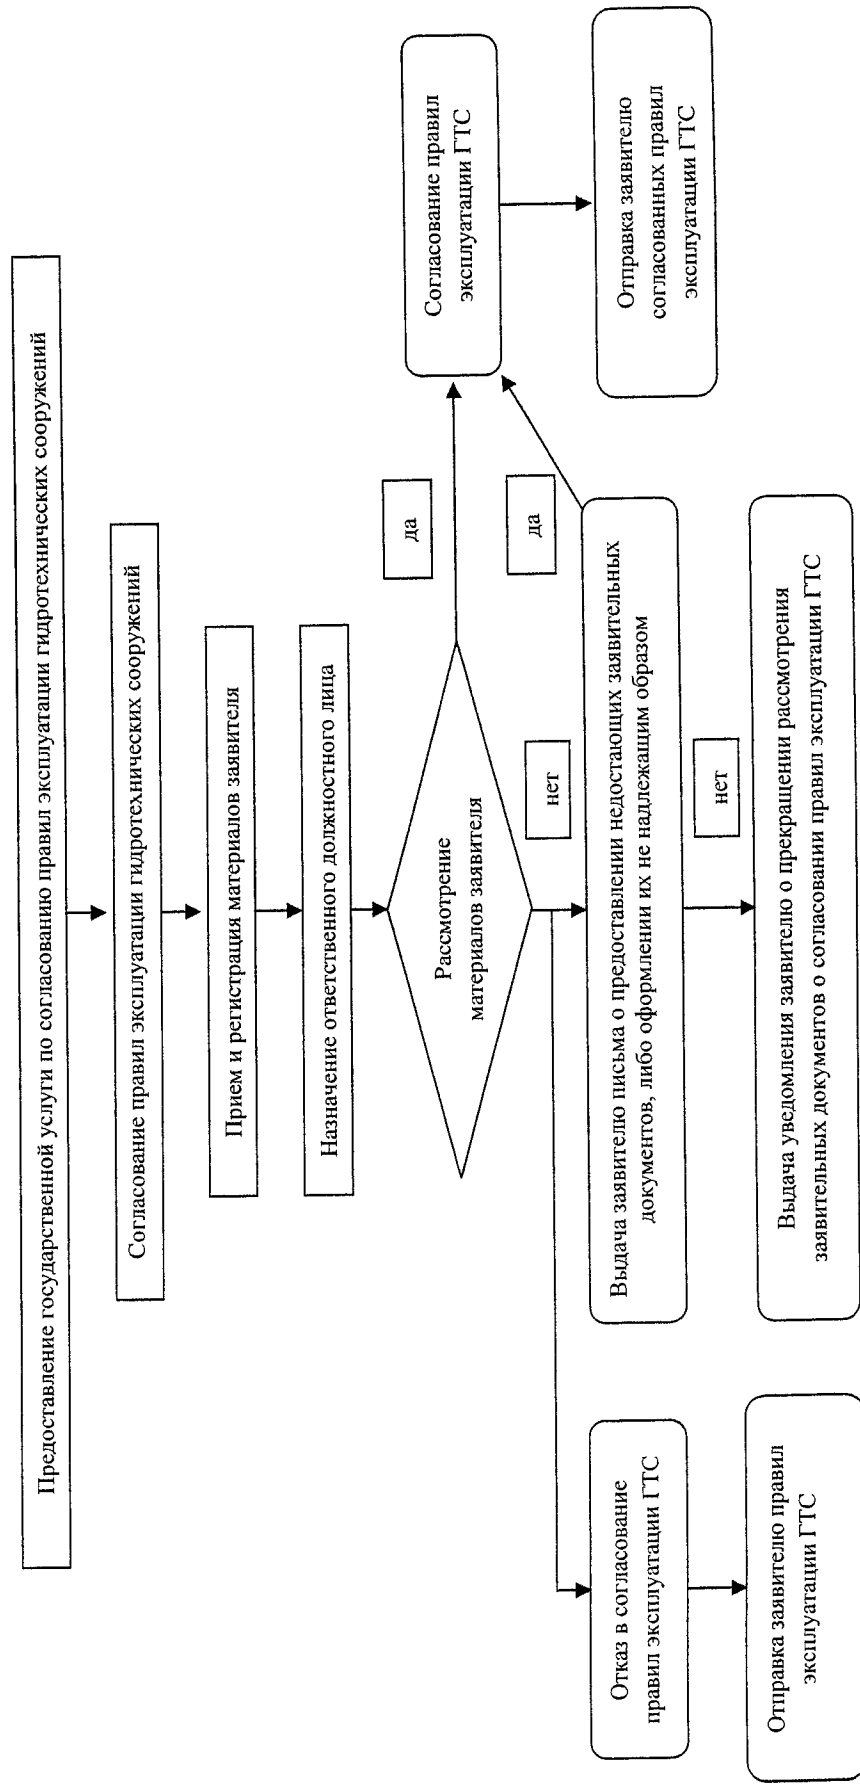 Предоставление государственной услуги по согласованию правил эксплуатации гидротехнических сооружений
Согласование правил эксплуатации гидротехнических сооружений
Прием и регистрация материалов заявителя
Назначение ответственного должностного лица
Рассмотрение
материалов заявителя
да
Согласование правил
эксплуатации ГТС
Отправка заявителю
согласованных правил
эксплуатации ГТС
нет
да
Выдача заявителю письма о предоставлении недостающих заявительных
документов, либо оформлении их не надлежащим образом
нет
Выдача уведомления заявителю о прекращении рассмотрения
заявительных документов о согласовании правил эксплуатации ГТС
Отказ в согласование
правил эксплуатации ГТС
Отправка заявителю правил
эксплуатации ГТС